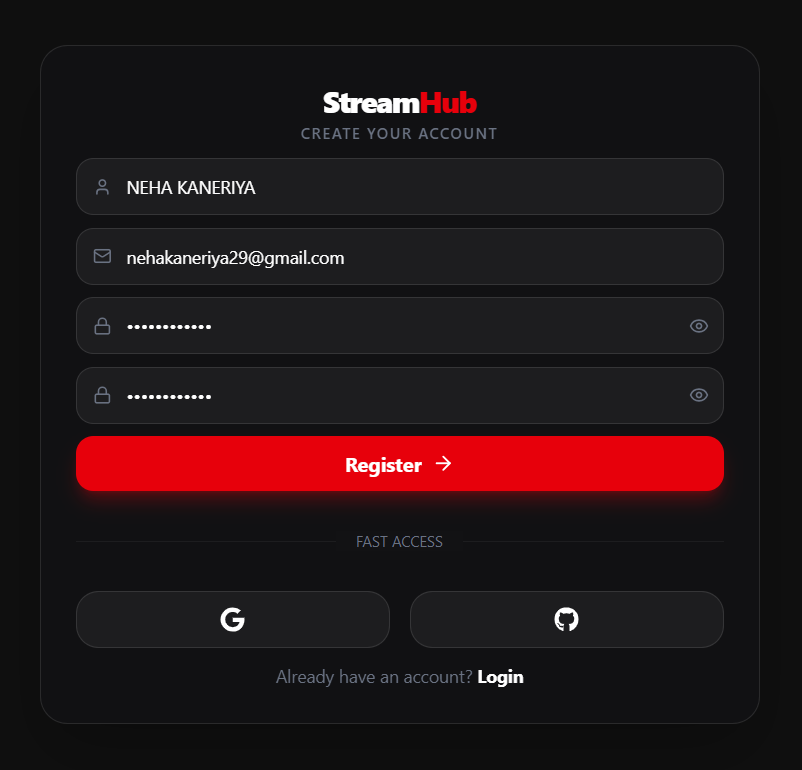 StreamHub
CREATE YOUR ACCOUNT
NEHA KANERIYA
nehakaneriya29@gmail.com
••••••••••••
••••••••••••
Register →
FAST ACCESS
G
Already have an account? Login